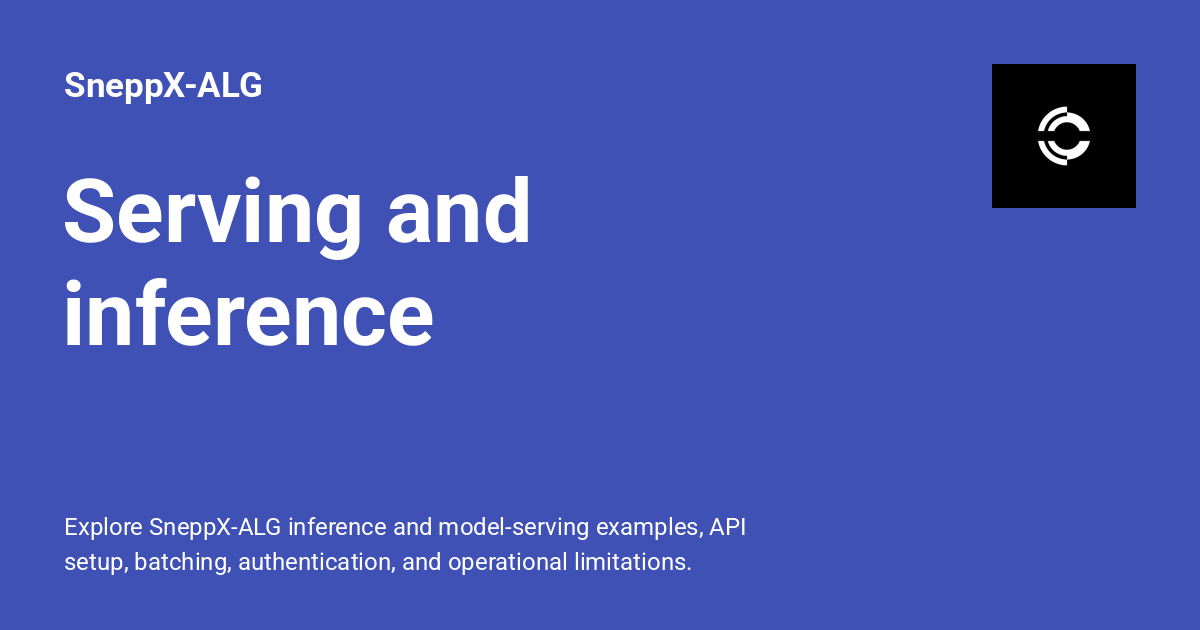 SneppX-ALG
Serving and
inference
Explore SneppX-ALG inference and model-serving examples, API
setup, batching, authentication, and operational limitations.